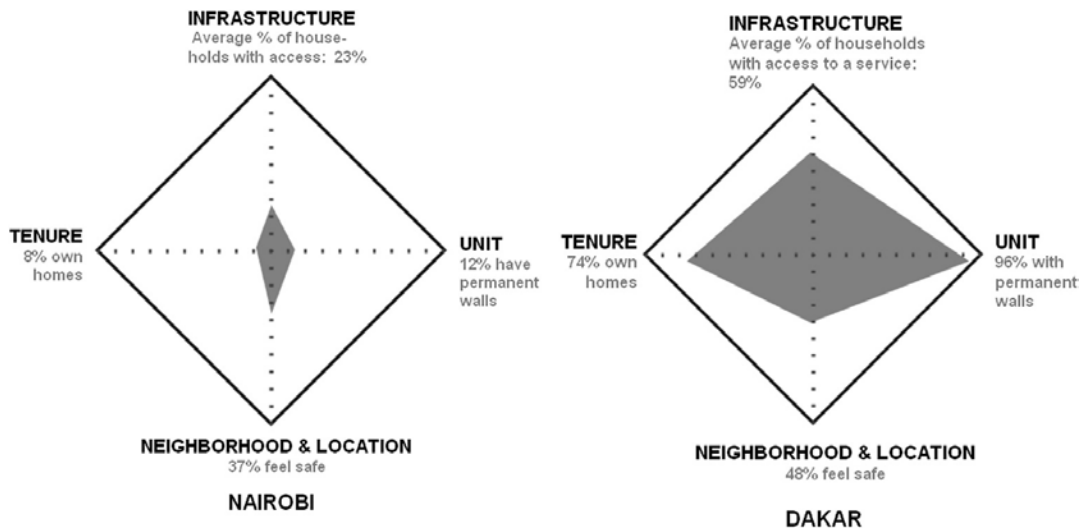 INFRASTRUCTURE
Average % of house-
holds with access: 23%
TENURE
8% own
homes
UNIT
12% have
permanent
walls
NEIGHBORHOOD & LOCATION
37% feel safe
NAIROBI
INFRASTRUCTURE
Average % of households
with access to a service:
59%
TENURE
74% own
homes
UNIT
96% with
permanent
walls
NEIGHBORHOOD & LOCATION
48% feel safe
DAKAR